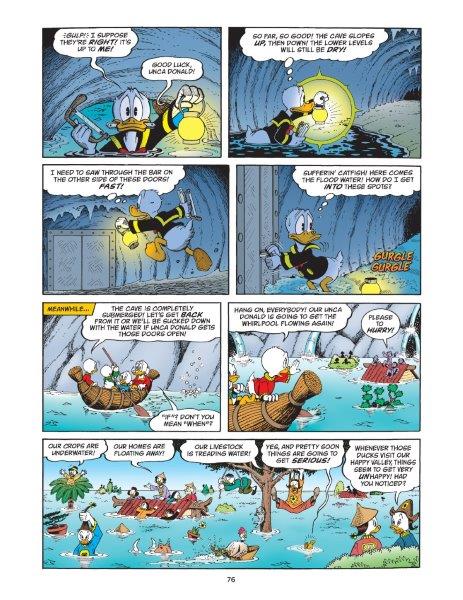 :GULP!: I SUPPOSE
THEY'RE RIGHT! IT'S
UP TO ME!
GOOD LUCK,
UNCA DONALD!
SO FAR, SO GOOD! THE CAVE SLOPES
UP, THEN DOWN! THE LOWER LEVELS
WILL STILL BE DRY!
I NEED TO SAW THROUGH THE BAR ON
THE OTHER SIDE OF THESE DOORS!
FAST!
SUFFERIN' CATFISH! HERE COMES
THE FLOOD WATER! HOW DO I GET
INTO THESE SPOTS?
GURGLE
GURGLE
MEANWHILE...
THE CAVE IS COMPLETELY
SUBMERGED! LET'S GET BACK
FROM IT OR WE'LL BE SUCKED DOWN
WITH THE WATER IF UNCA DONALD GETS
THOSE DOORS OPEN!
"IF"? DON'T YOU
MEAN "WHEN"?
HANG ON, EVERYBODY! OUR UNCA
DONALD IS GOING TO GET THE
WHIRLPOOL FLOWING AGAIN!
PLEASE
TO
HURRY!
OUR CROPS ARE
UNDERWATER!
OUR HOMES ARE
FLOATING AWAY!
OUR LIVESTOCK
IS TREADING WATER!
YES, AND PRETTY SOON
THINGS ARE GOING TO
GET SERIOUS!
WHENEVER THOSE
DUCKS VISIT OUR
HAPPY VALLEY, THINGS
SEEM TO GET VERY
UNHAPPY! HAD
YOU NOTICED?
76